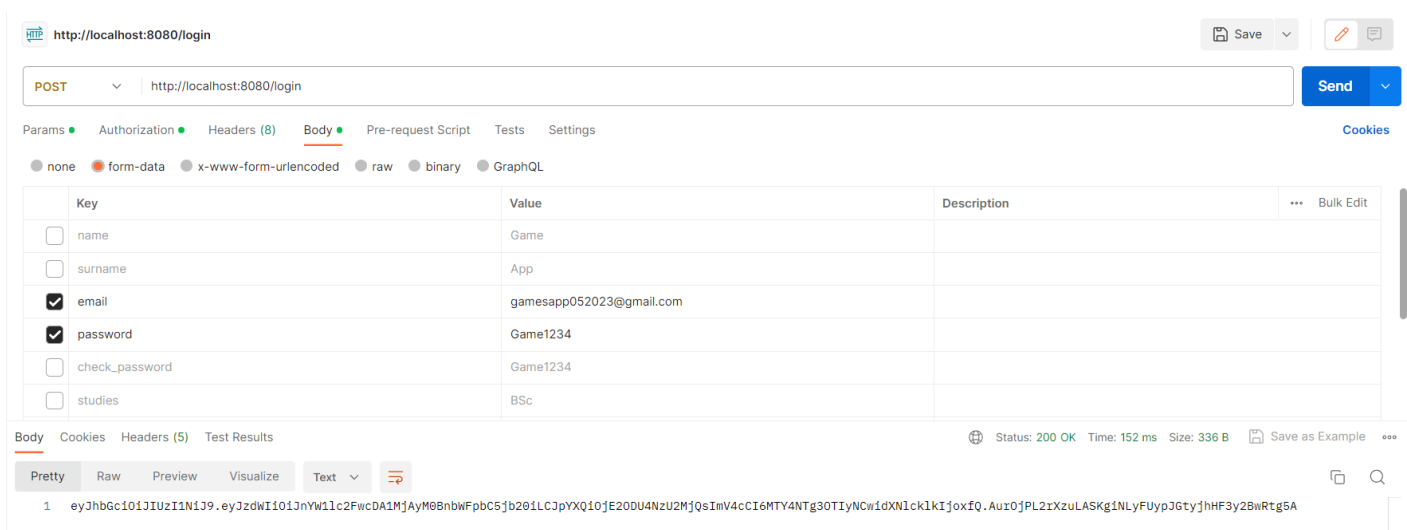 HTTP http://localhost:8080/login Save
POST http://localhost:8080/login Send
Params Authorization Headers (8) Body Pre-request Script Tests Settings Cookies
none form-data x-www-form-urlencoded raw binary GraphQL
Key Value Description ••• Bulk Edit
name Game
surname App
email gamesapp052023@gmail.com
password Game1234
check_password Game1234
studies BSc
Body Cookies Headers (5) Test Results Status: 200 OK Time: 152 ms Size: 336 B Save as Example
Pretty Raw Preview Visualize Text
1 eyJhbGciOiJIUzI1NiJ9.eyJzdWIiOiJnYW1lc2FwcDA1MjAyM0BnbWFpbC5jb20iLCJpYXQiOjE2ODU4NzU2MjQsImV4cCI6MTY4NTg3OTIyNCwidXNlcklkIjoxfQ.AurOjPL2rXzuLASKgiNLyFUypJGtyjhHF3y2BwRtg5A